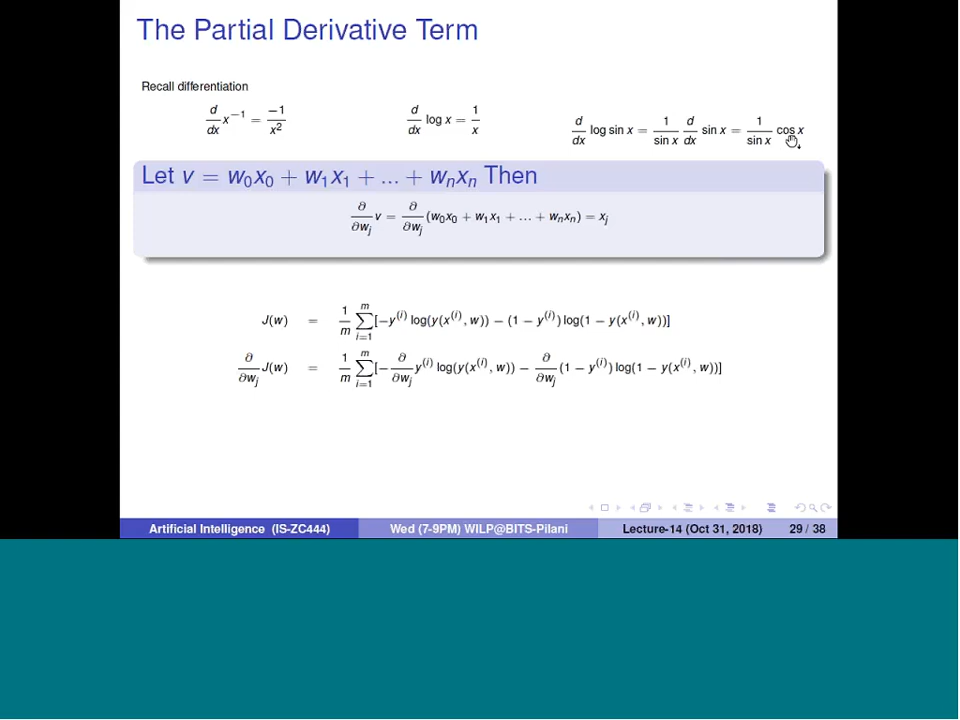 The Partial Derivative Term
Recall differentiation
d/dx x⁻¹ = −1/x²
d/dx log x = 1/x
d/dx log sin x = 1/sin x d/dx sin x = 1/sin x cos x
Let v = w₀x₀ + w₁x₁ + ... + wₙxₙ Then
∂/∂wⱼ v = ∂/∂wⱼ (w₀x₀ + w₁x₁ + ... + wₙxₙ) = xⱼ
J(w) = 1/m ∑ᵢ₌₁ᵐ [−y⁽ⁱ⁾ log(y(x⁽ⁱ⁾, w)) − (1 − y⁽ⁱ⁾) log(1 − y(x⁽ⁱ⁾, w))]
∂/∂wⱼ J(w) = 1/m ∑ᵢ₌₁ᵐ [− ∂/∂wⱼ y⁽ⁱ⁾ log(y(x⁽ⁱ⁾, w)) − ∂/∂wⱼ (1 − y⁽ⁱ⁾) log(1 − y(x⁽ⁱ⁾, w))]
Artificial Intelligence (IS-ZC444) Wed (7-9PM) WILP@BITS-Pilani Lecture-14 (Oct 31, 2018) 29 / 38